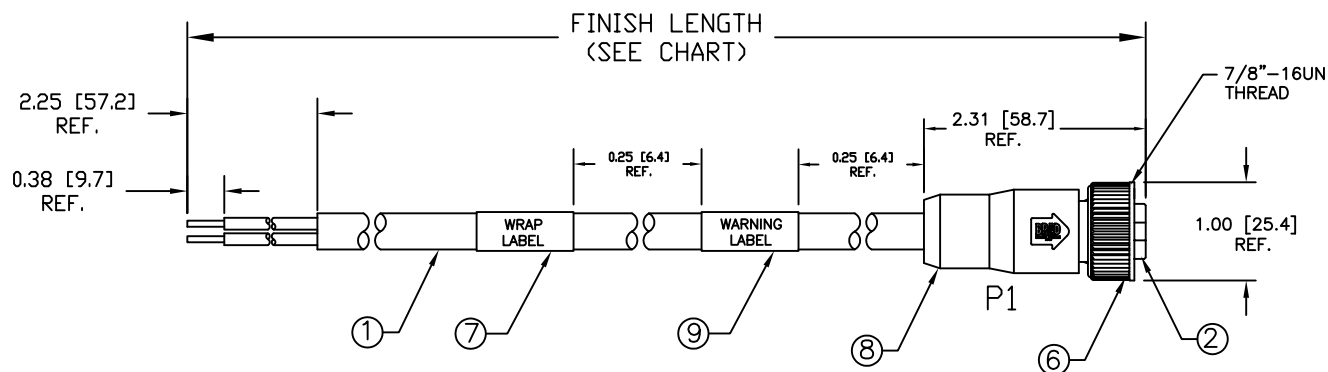 FINISH LENGTH
(SEE CHART)
7/8"-16UN
THREAD
2.25 [57.2]
REF.
2.31 [58.7]
REF.
0.38 [9.7]
REF.
0.25 [6.4]
REF.
0.25 [6.4]
REF.
1.00 [25.4]
REF.
WRAP
LABEL
WARNING
LABEL
P1
1
7
9
8
6
2